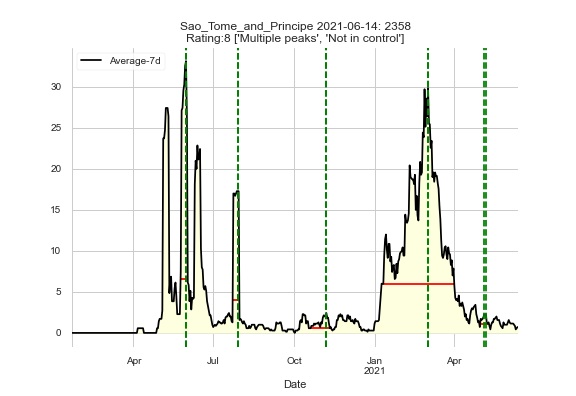 Sao_Tome_and_Principe 2021-06-14: 2358
Rating:8 ['Multiple peaks', 'Not in control']
Average-7d
30
25
20
15
10
5
0
Apr
Jul
Oct
Jan
2021
Apr
Date